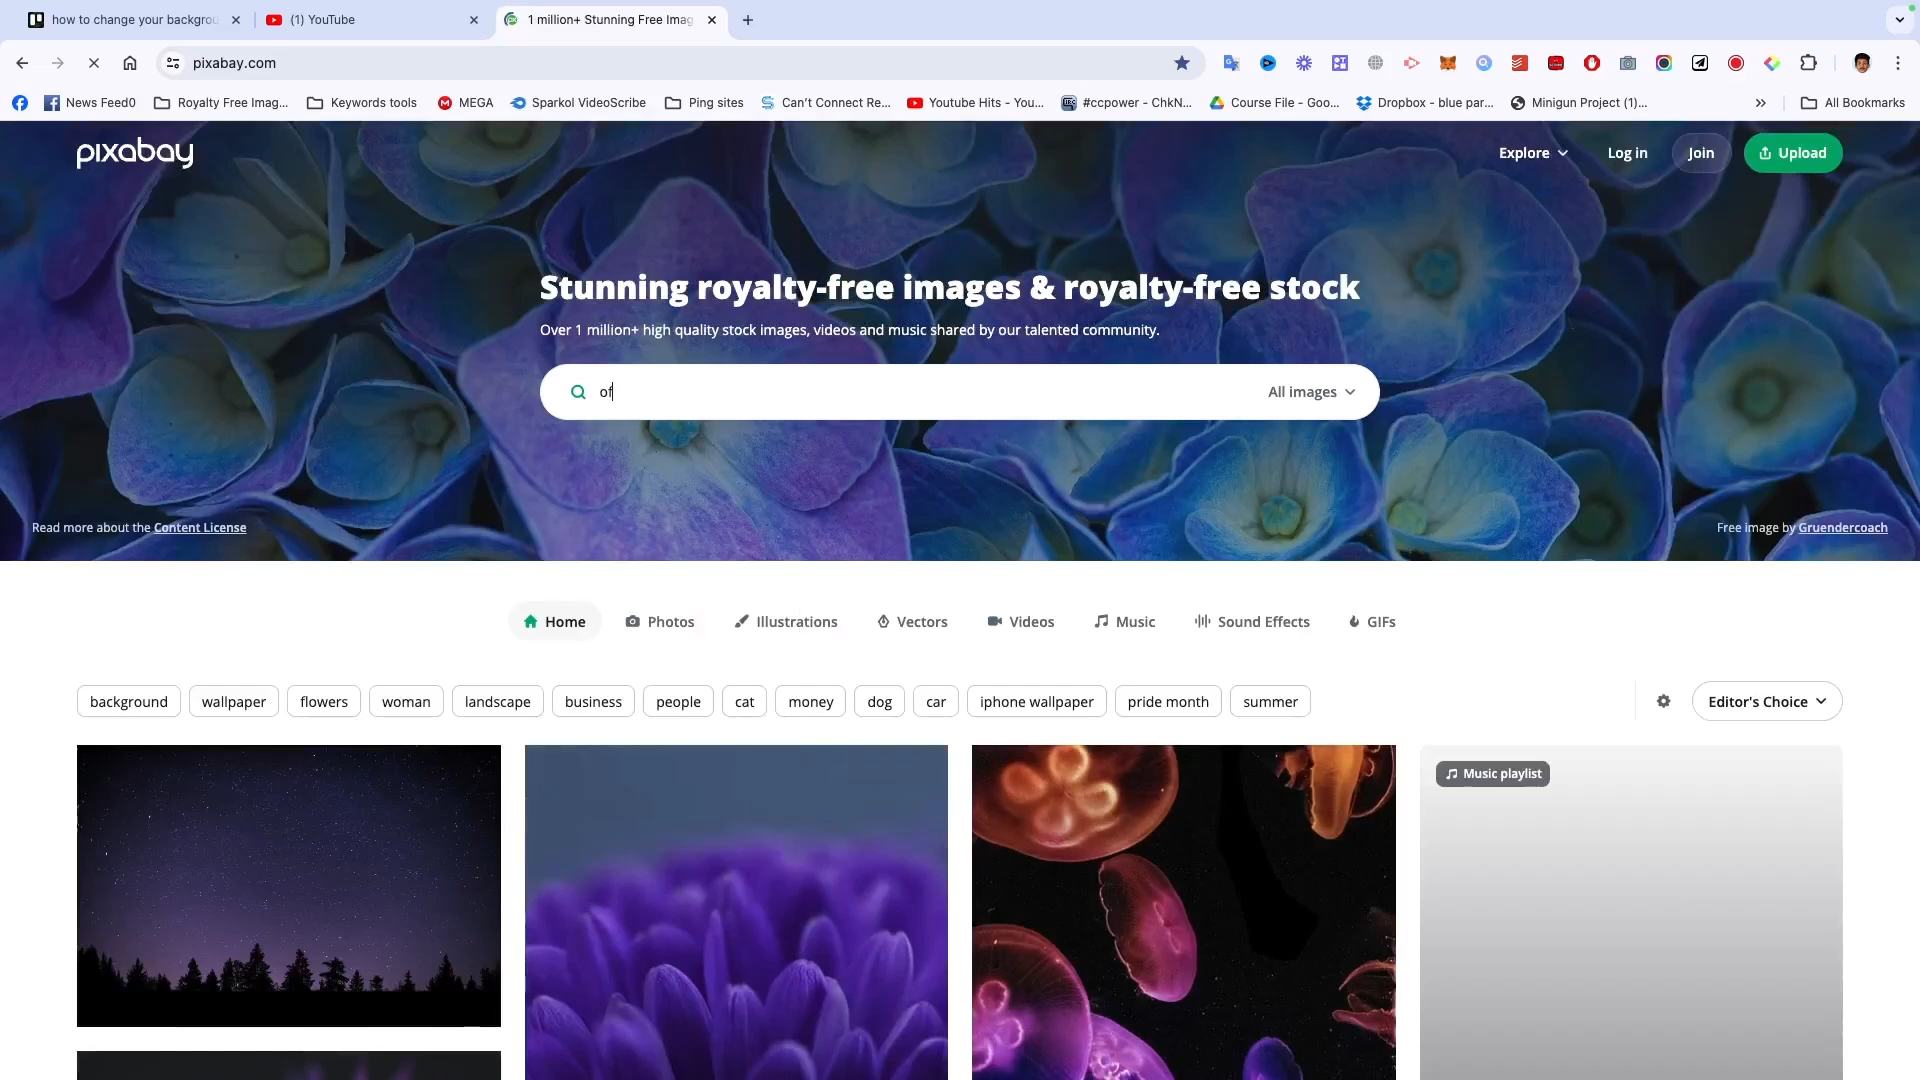 how to change your backgrou
(1) YouTube
1 million+ Stunning Free Imag
pixabay.com
News Feed0
Royalty Free Imag...
Keywords tools
MEGA
Sparkol VideoScribe
Ping sites
Can't Connect Re...
Youtube Hits - You...
#ccpower - ChkN...
Course File - Goo...
Dropbox - blue par...
Minigun Project (1)...
All Bookmarks
pixabay
Explore
Log in
Join
Upload
Stunning royalty-free images & royalty-free stock
Over 1 million+ high quality stock images, videos and music shared by our talented community.
of
All images
Read more about the Content License
Free image by Gruendercoach
Home
Photos
Illustrations
Vectors
Videos
Music
Sound Effects
GIFs
background
wallpaper
flowers
woman
landscape
business
people
cat
money
dog
car
iphone wallpaper
pride month
summer
Editor's Choice
Music playlist